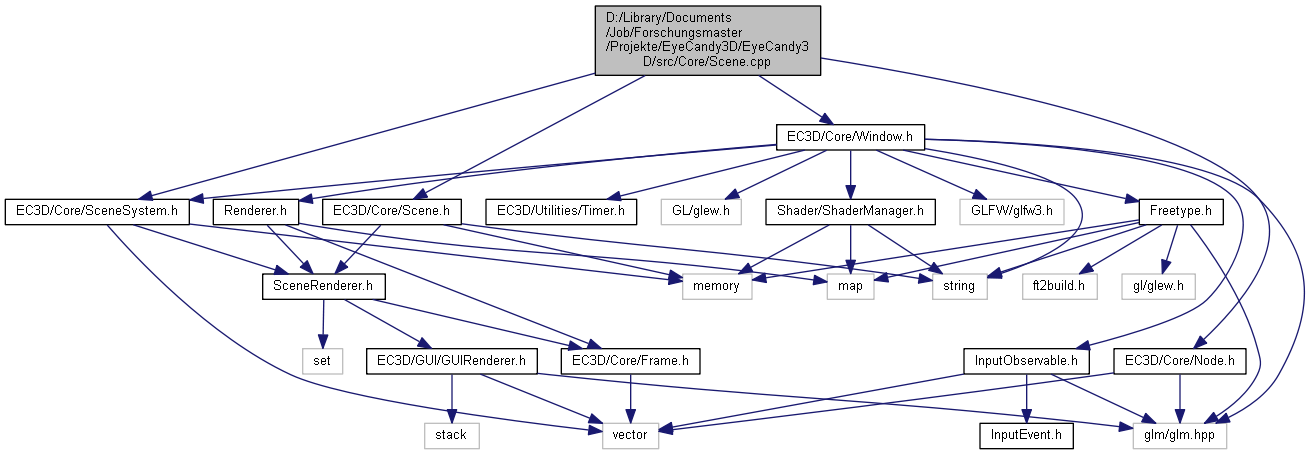 D:/Library/Documents
/Job/Forschungsmaster
/Projekte/EyeCandy3D/EyeCandy3
D/src/Core/Scene.cpp
EC3D/Core/Window.h
EC3D/Core/SceneSystem.h
Renderer.h
EC3D/Core/Scene.h
EC3D/Utilities/Timer.h
GL/glew.h
Shader/ShaderManager.h
GLFW/glfw3.h
Freetype.h
SceneRenderer.h
memory
map
string
ft2build.h
gl/glew.h
set
EC3D/GUI/GUIRenderer.h
EC3D/Core/Frame.h
InputObservable.h
EC3D/Core/Node.h
stack
vector
InputEvent.h
glm/glm.hpp